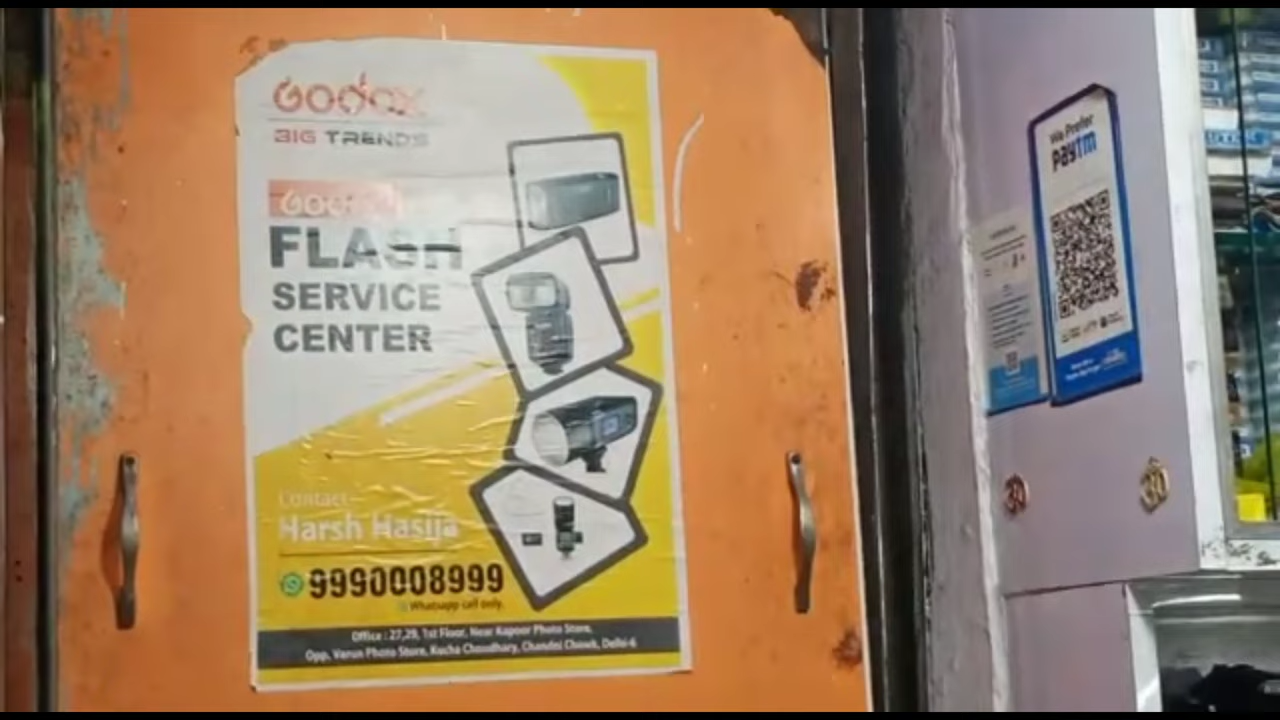 Godox
BIG TRENDS
Godox
FLASH
SERVICE
CENTER
Contact
Harsh Hasija
9990008999
Whatsapp call only.
Office : 27,29, 1st Floor, Near Kapoor Photo Store,
Opp. Varun Photo Store, Kucha Choudhary, Chandni Chowk, Delhi-6
We Prefer
paytm